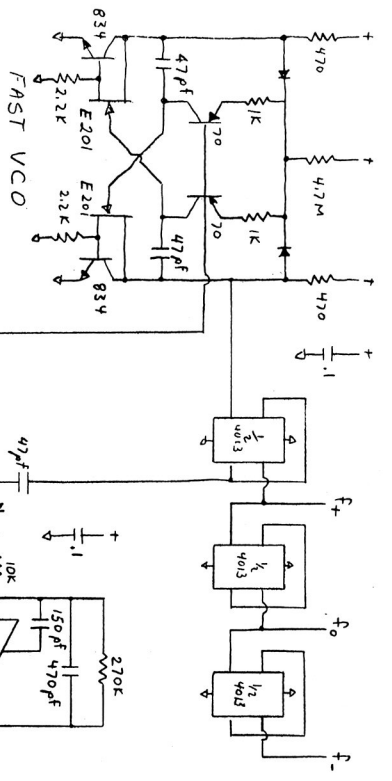 +
+
+
470
4.7M
470
+
.1
1K
1K
70
70
47pf
47pf
834
E201
E201
834
2.2K
2.2K
FAST VCO
½
4013
½
4013
½
4013
f+
f0
f-
47pf
+
.1
10K
150pf
470pf
270K